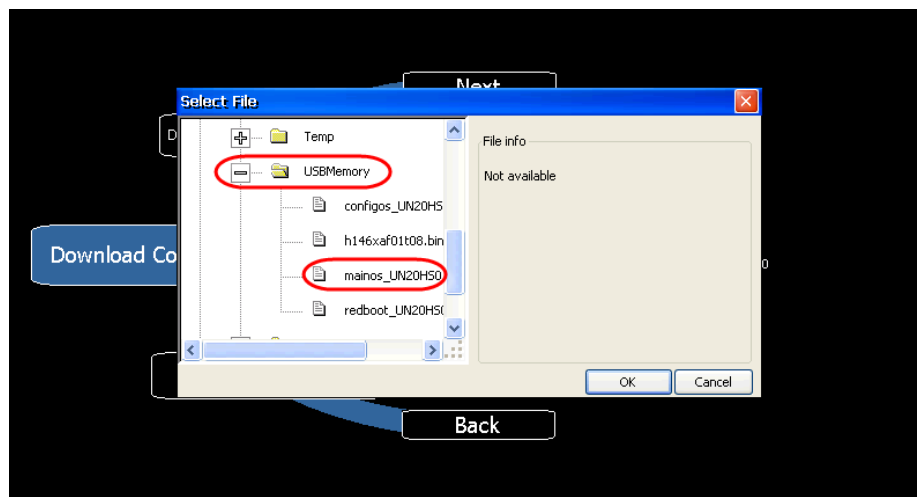 Next
Select File
D
Temp
File info
USBMemory
Not available
configos_UN20HS
h146xaf01t08.bin
Download Co
mainos_UN20HS0
0
redboot_UN20HS0
OK
Cancel
Back